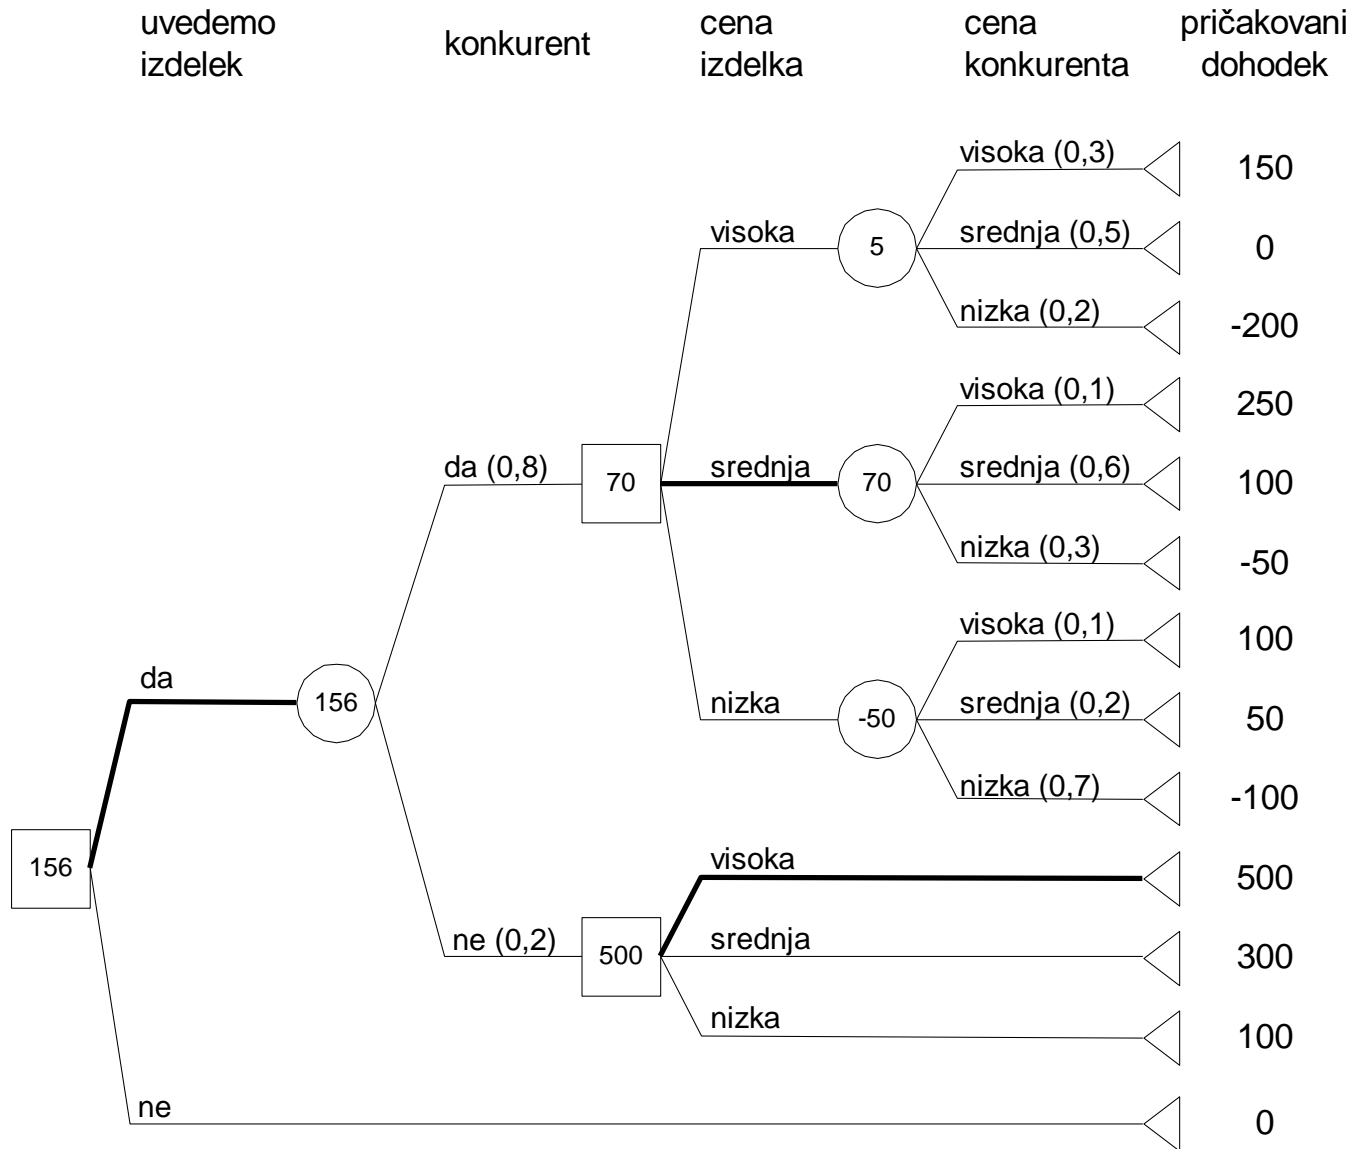 uvedemo
izdelek
konkurent
cena
izdelka
cena
konkurenta
pričakovani
dohodek
visoka (0,3)
150
visoka
5
srednja (0,5)
0
nizka (0,2)
-200
visoka (0,1)
250
da (0,8)
70
srednja
70
srednja (0,6)
100
nizka (0,3)
-50
visoka (0,1)
100
da
156
nizka
-50
srednja (0,2)
50
nizka (0,7)
-100
156
visoka
500
ne (0,2)
500
srednja
300
nizka
100
ne
0